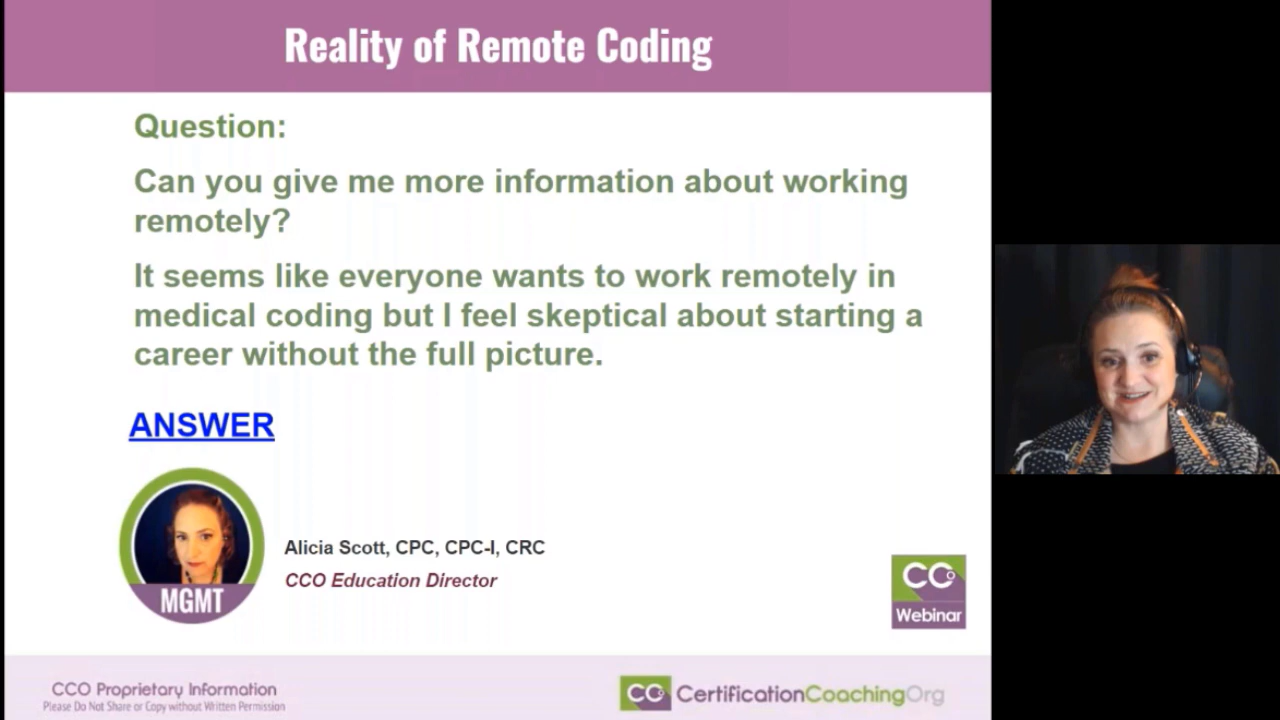 Reality of Remote Coding
Question:
Can you give me more information about working
remotely?
It seems like everyone wants to work remotely in
medical coding but I feel skeptical about starting a
career without the full picture.
ANSWER
MGMT
Alicia Scott, CPC, CPC-I, CRC
CCO Education Director
CCO
Webinar
CCO Proprietary Information
Please Do Not Share or Copy without Written Permission
CCO CertificationCoachingOrg